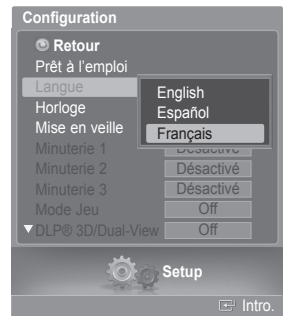 Configuration
Retour
Prêt à l'emploi
Langue
English
Español
Français
Horloge
Mise en veille
Minuterie 1 Désactivé
Minuterie 2 Désactivé
Minuterie 3 Désactivé
Mode Jeu Off
▼DLP® 3D/Dual-View Off
Setup
Intro.